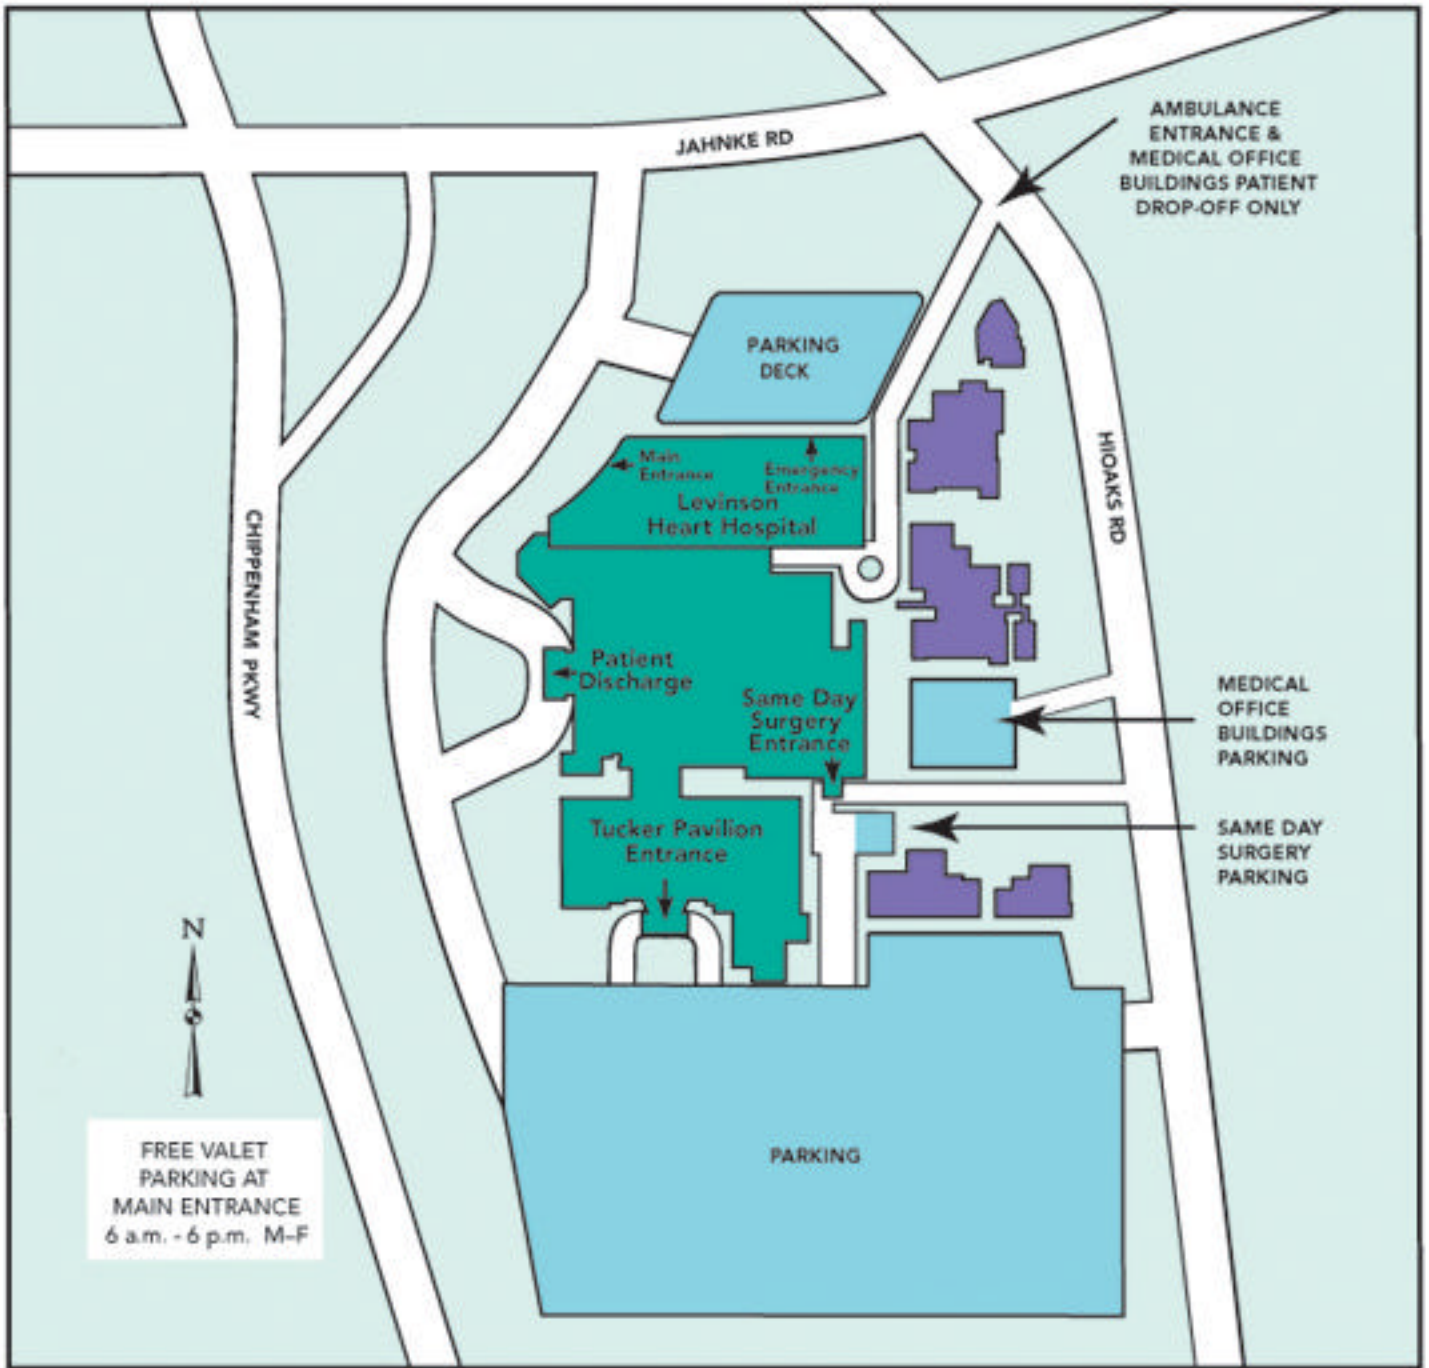 JAHNKE RD
AMBULANCE
ENTRANCE &
MEDICAL OFFICE
BUILDINGS PATIENT
DROP-OFF ONLY
PARKING
DECK
Main
Entrance
Emergency
Entrance
Levinson
Heart Hospital
HIOAKS RD
CHIPPENHAM PKWY
Patient
Discharge
Same Day
Surgery
Entrance
MEDICAL
OFFICE
BUILDINGS
PARKING
Tucker Pavilion
Entrance
SAME DAY
SURGERY
PARKING
N
FREE VALET
PARKING AT
MAIN ENTRANCE
6 a.m. - 6 p.m. M–F
PARKING